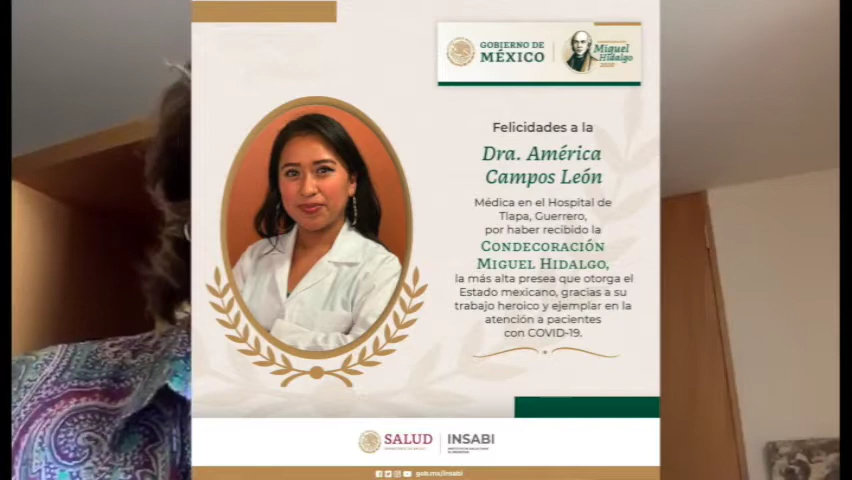 GOBIERNO DE
MÉXICO
Miguel
Hidalgo
2020
Felicidades a la
Dra. América
Campos León
Médica en el Hospital de
Tlapa, Guerrero,
por haber recibido la
CONDECORACIÓN
MIGUEL HIDALGO,
la más alta presea que otorga el
Estado mexicano, gracias a su
trabajo heroico y ejemplar en la
atención a pacientes
con COVID-19.
SALUD
INSABI
gob.mx/insabi